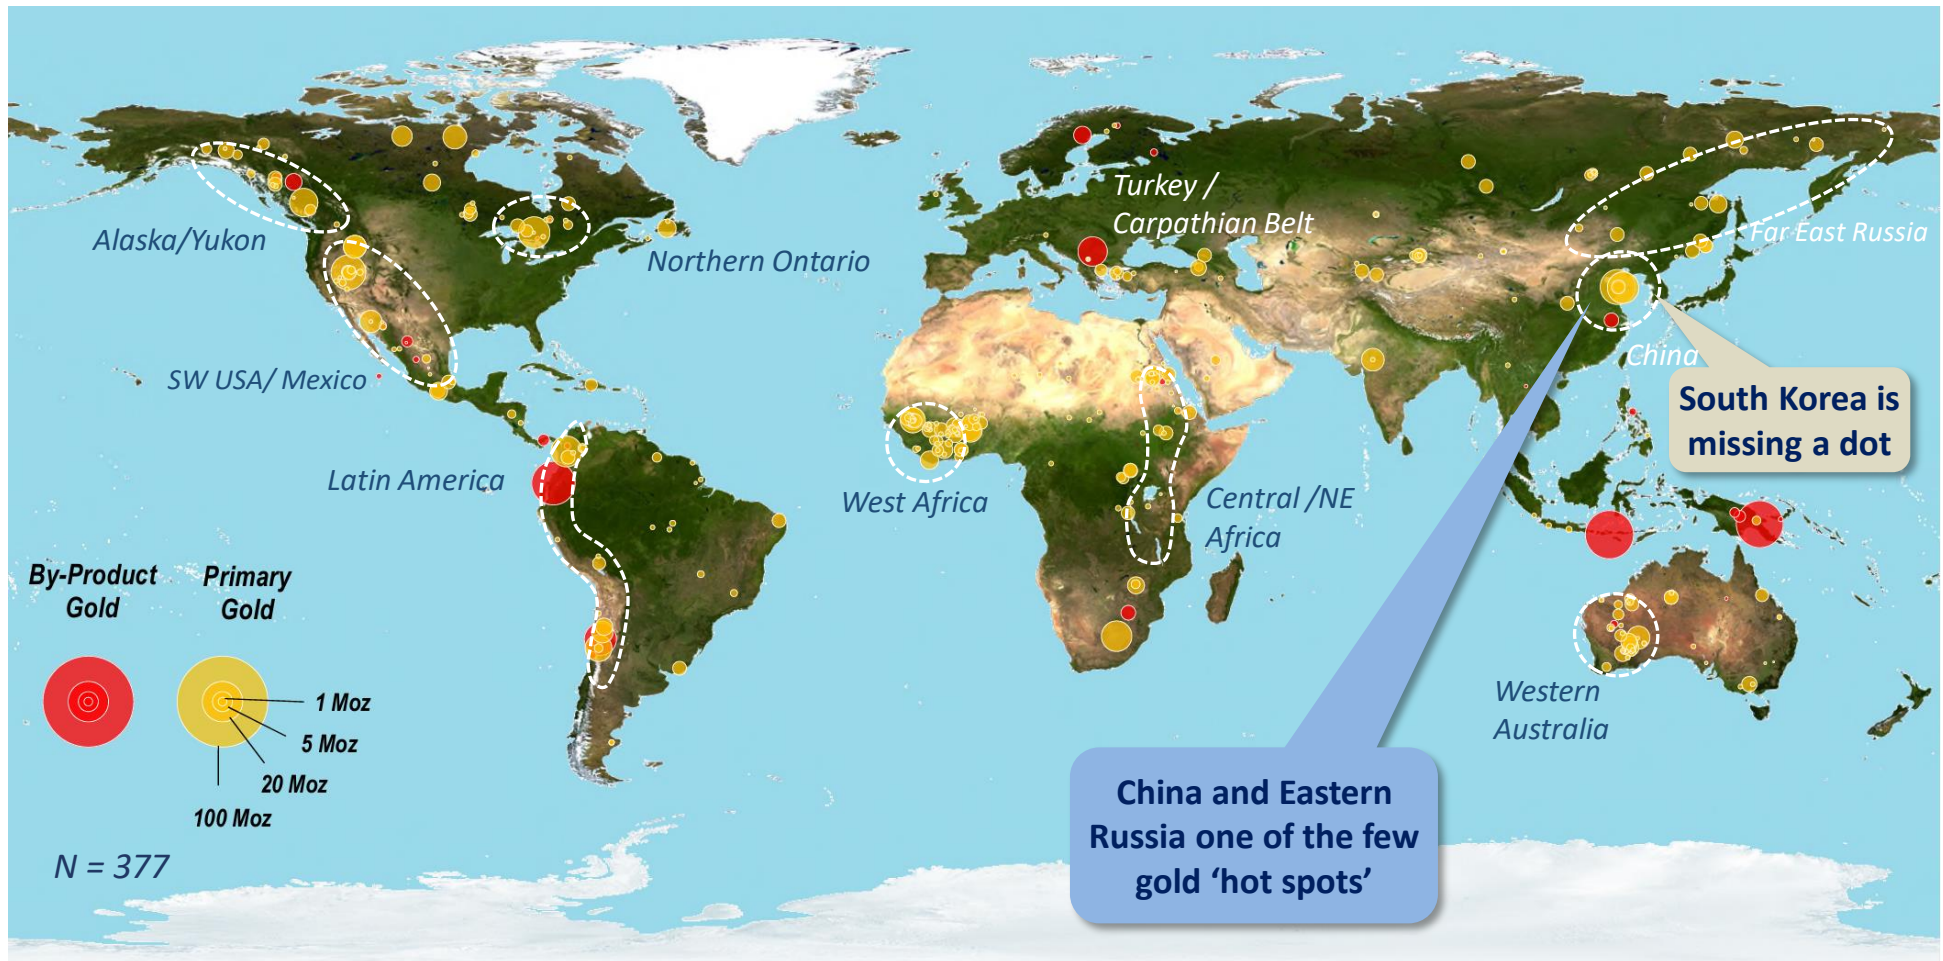 Turkey /
Carpathian Belt
Alaska/Yukon
Northern Ontario
Far East Russia
China
SW USA/ Mexico
South Korea is
missing a dot
Latin America
West Africa
Central /NE
Africa
By-Product
Gold
Primary
Gold
1 Moz
5 Moz
20 Moz
100 Moz
Western
Australia
China and Eastern
Russia one of the few
gold ‘hot spots’
N = 377